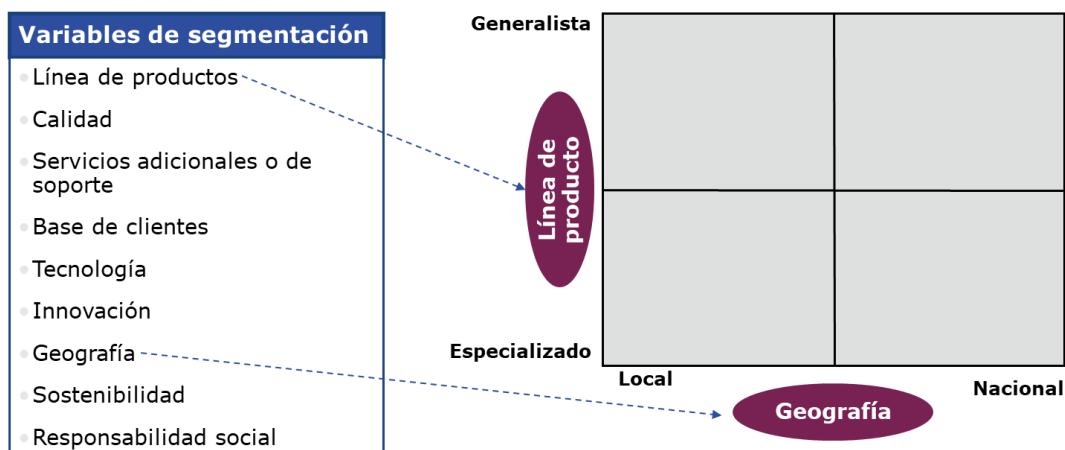 Variables de segmentación
Línea de productos
Calidad
Servicios adicionales o de
soporte
Base de clientes
Tecnología
Innovación
Geografía
Sostenibilidad
Responsabilidad social
Generalista
Línea de
producto
Especializado
Local
Nacional
Geografía